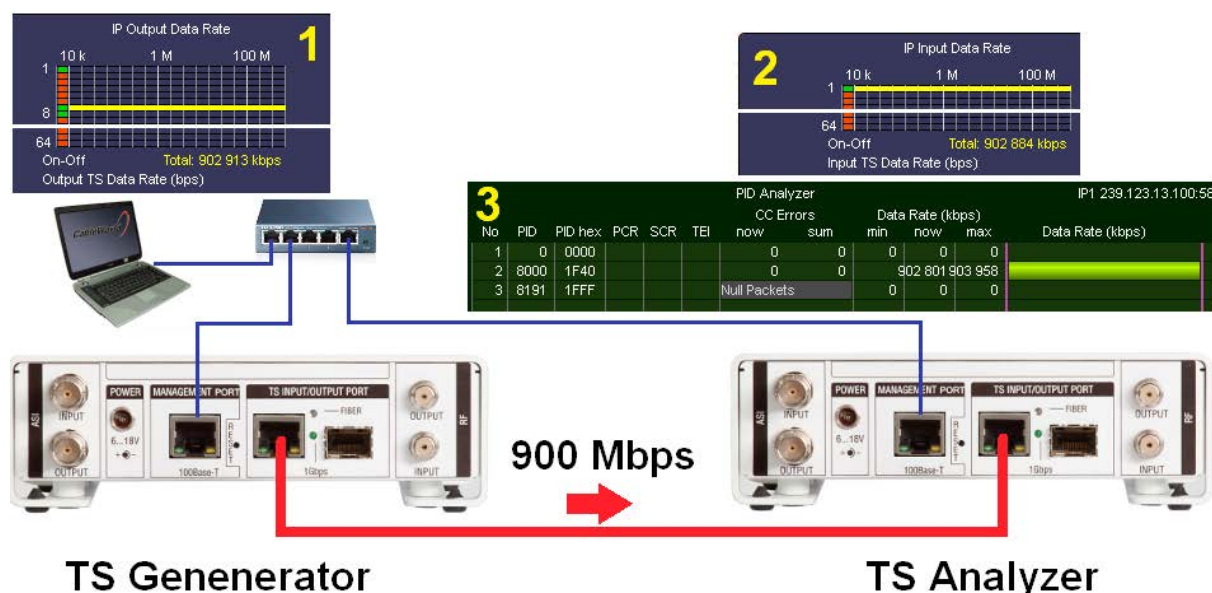 IP Output Data Rate
1
10 k 1 M 100 M
1
8
64
On-Off Total: 902 913 kbps
Output TS Data Rate (bps)
IP Input Data Rate
2
10 k 1 M 100 M
1
64
On-Off Total: 902 884 kbps
Input TS Data Rate (bps)
3
PID Analyzer IP1 239.123.13.100:58
CC Errors Data Rate (kbps)
No PID PID hex PCR SCR TEI now sum min now max Data Rate (kbps)
1 0 0000 0 0 0 0 0
2 8000 1F40 0 0 902 801 903 958
3 8191 1FFF Null Packets 0 0 0
CableWorld
ASI
INPUT
OUTPUT
POWER
6...18V
MANAGEMENT PORT
RESET
100Base-T
TS INPUT/OUTPUT PORT
FIBER
1Gbps
OUTPUT
INPUT
RF
900 Mbps
ASI
INPUT
OUTPUT
POWER
6...18V
MANAGEMENT PORT
RESET
100Base-T
TS INPUT/OUTPUT PORT
FIBER
1Gbps
OUTPUT
INPUT
RF
TS Genenerator
TS Analyzer